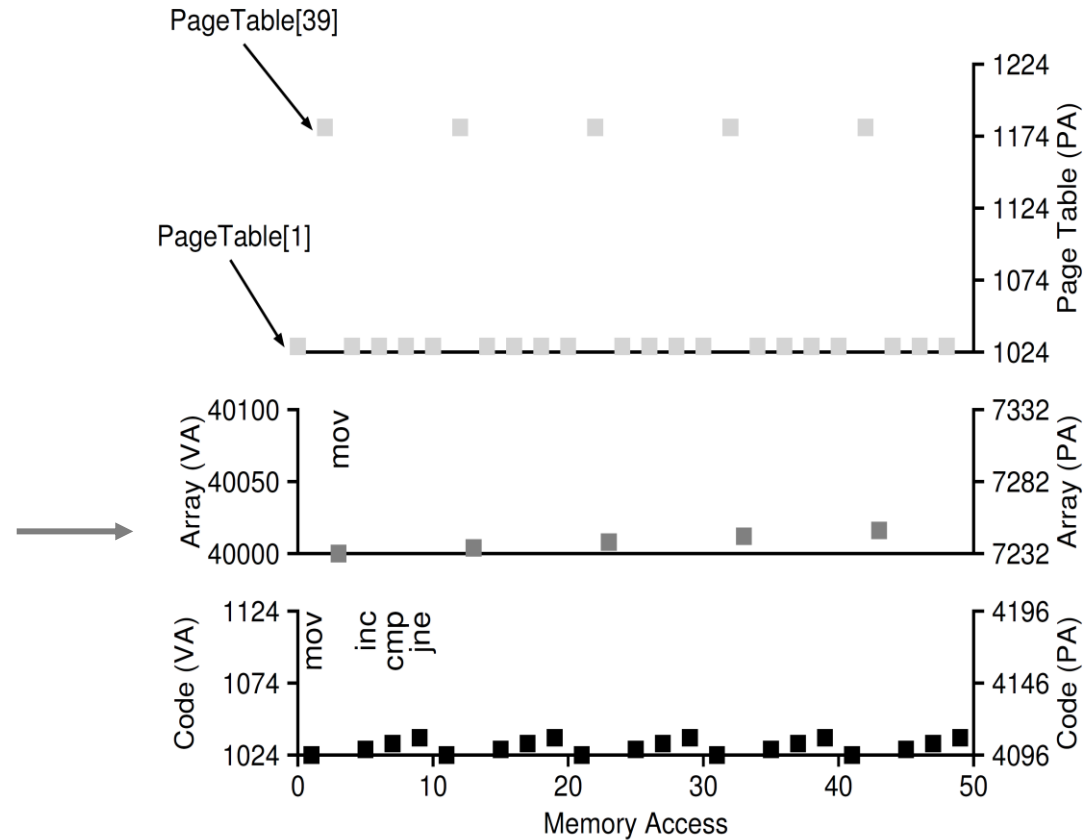 PageTable[39]
1224
1174
1124
1074
1024
Page Table (PA)
PageTable[1]
40100
40050
40000
Array (VA)
mov
7332
7282
7232
Array (PA)
1124
1074
1024
Code (VA)
mov
inc
cmp
jne
4196
4146
4096
Code (PA)
0 10 20 30 40 50
Memory Access